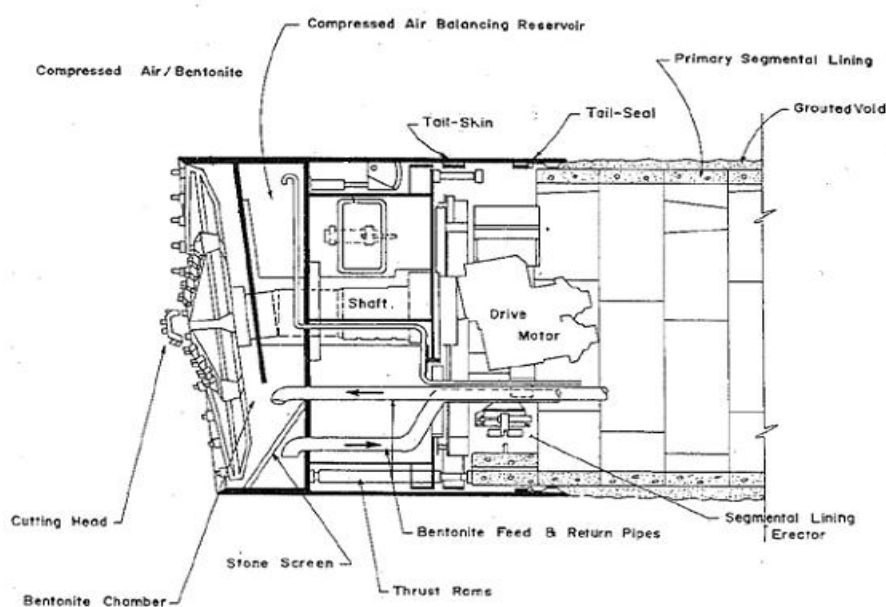 Compressed Air Balancing Reservoir
Compressed Air/Bentonite
Primary Segmental Lining
Grouted Void
Tail-Skin
Tail-Seal
Shaft.
Drive
Motor
Cutting Head
Bentonite Feed & Return Pipes
Segmental Lining
Erector
Stone Screen
Thrust Rams
Bentonite Chamber